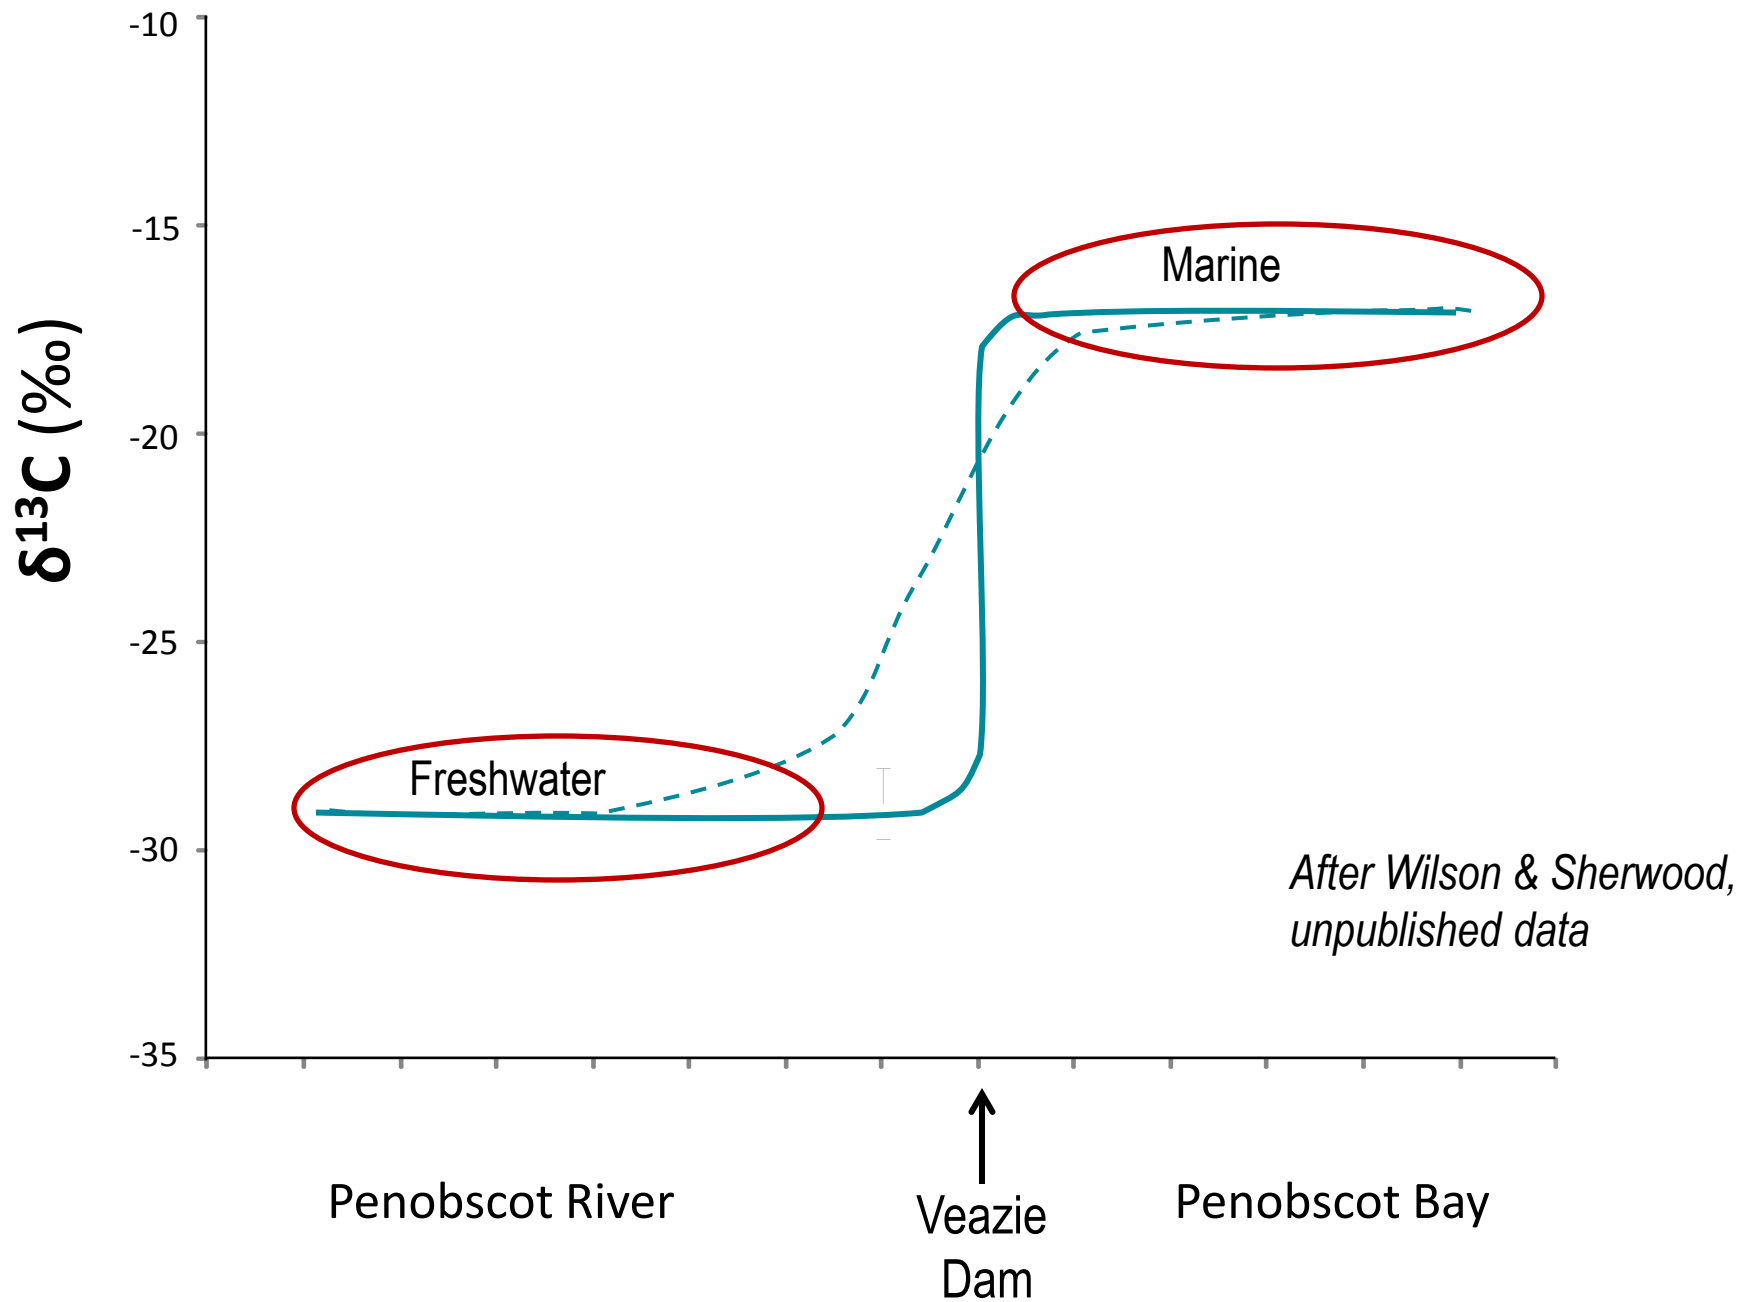 -10
-15
-20
-25
-30
-35
δ¹³C (‰)
Marine
Freshwater
After Wilson & Sherwood,
unpublished data
Penobscot River
Veazie
Dam
Penobscot Bay